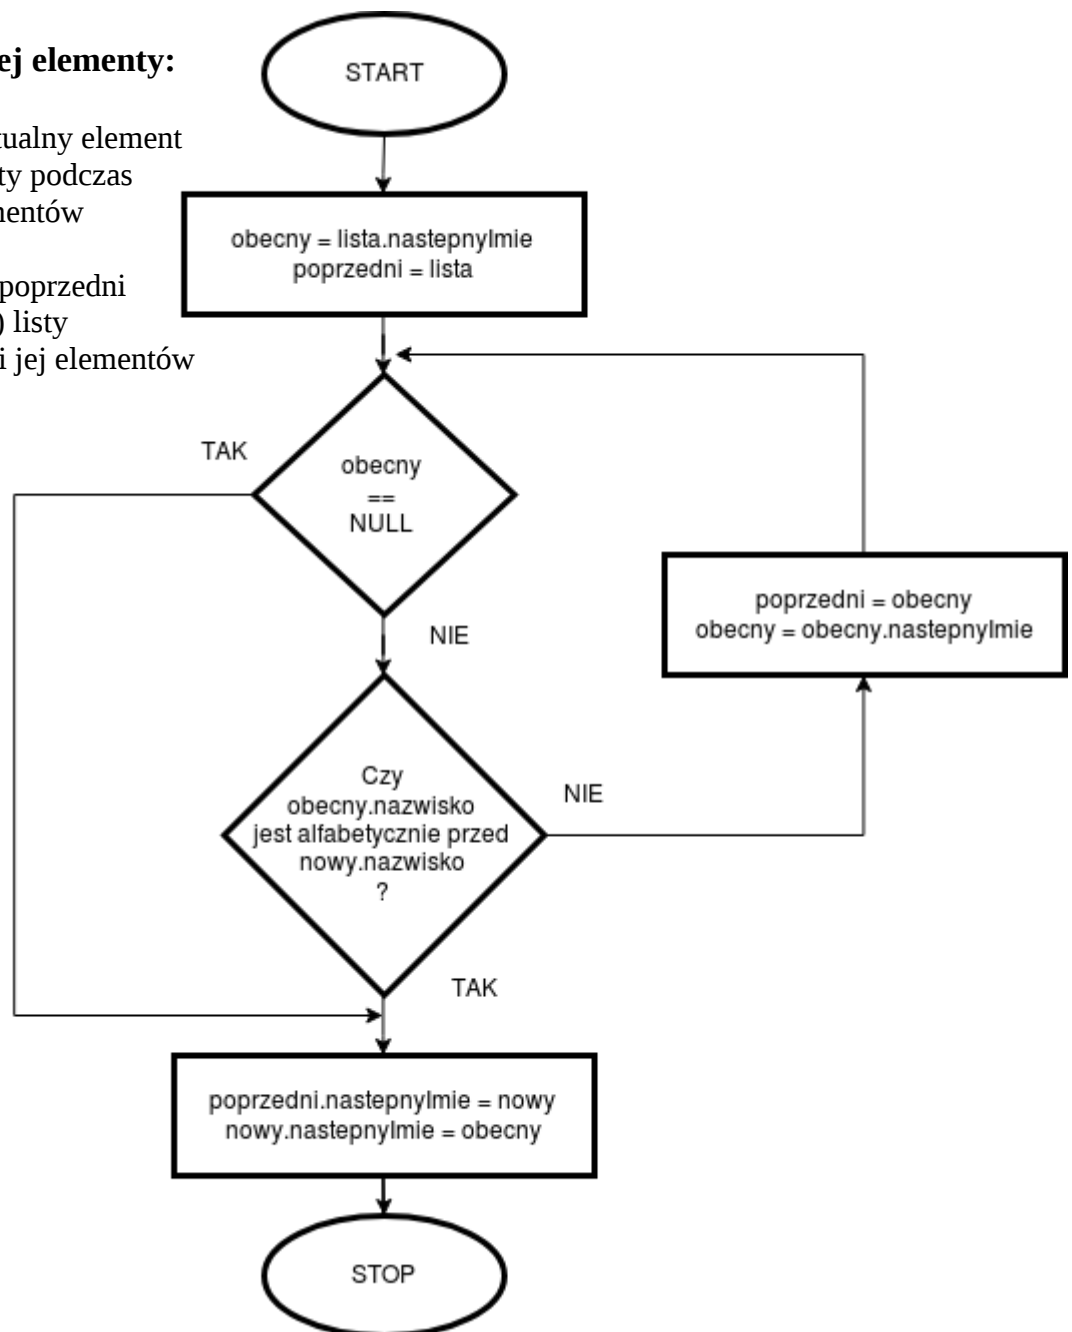 ej elementy:
tualny element
ty podczas
nentów
poprzedni
) listy
i jej elementów
START
obecny = lista.nastepnyImie
poprzedni = lista
TAK
obecny
==
NULL
NIE
poprzedni = obecny
obecny = obecny.nastepnyImie
Czy
obecny.nazwisko
jest alfabetycznie przed
nowy.nazwisko
?
NIE
TAK
poprzedni.nastepnyImie = nowy
nowy.nastepnyImie = obecny
STOP